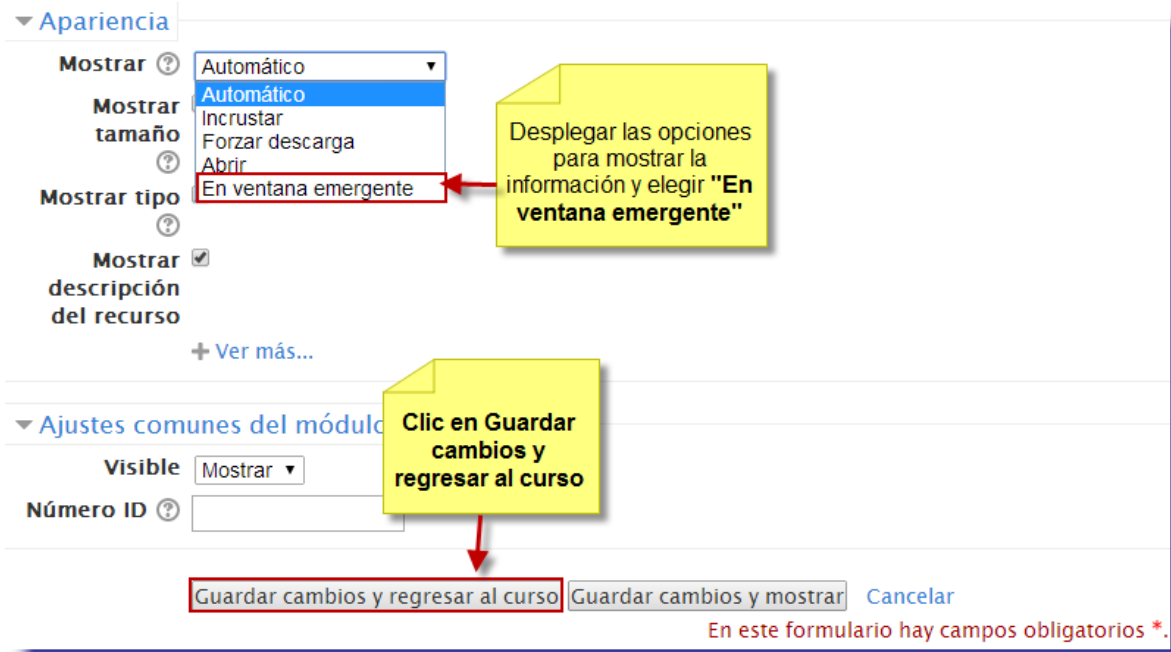 Apariencia
Mostrar
Automático
Automático
Incrustar
Forzar descarga
Abrir
En ventana emergente
Mostrar
tamaño
Mostrar tipo
Desplegar las opciones
para mostrar la
información y elegir "En
ventana emergente"
Mostrar
descripción
del recurso
Ver más...
Ajustes comunes del módulo
Clic en Guardar
cambios y
regresar al curso
Visible
Mostrar
Número ID
Guardar cambios y regresar al curso
Guardar cambios y mostrar
Cancelar
En este formulario hay campos obligatorios *.